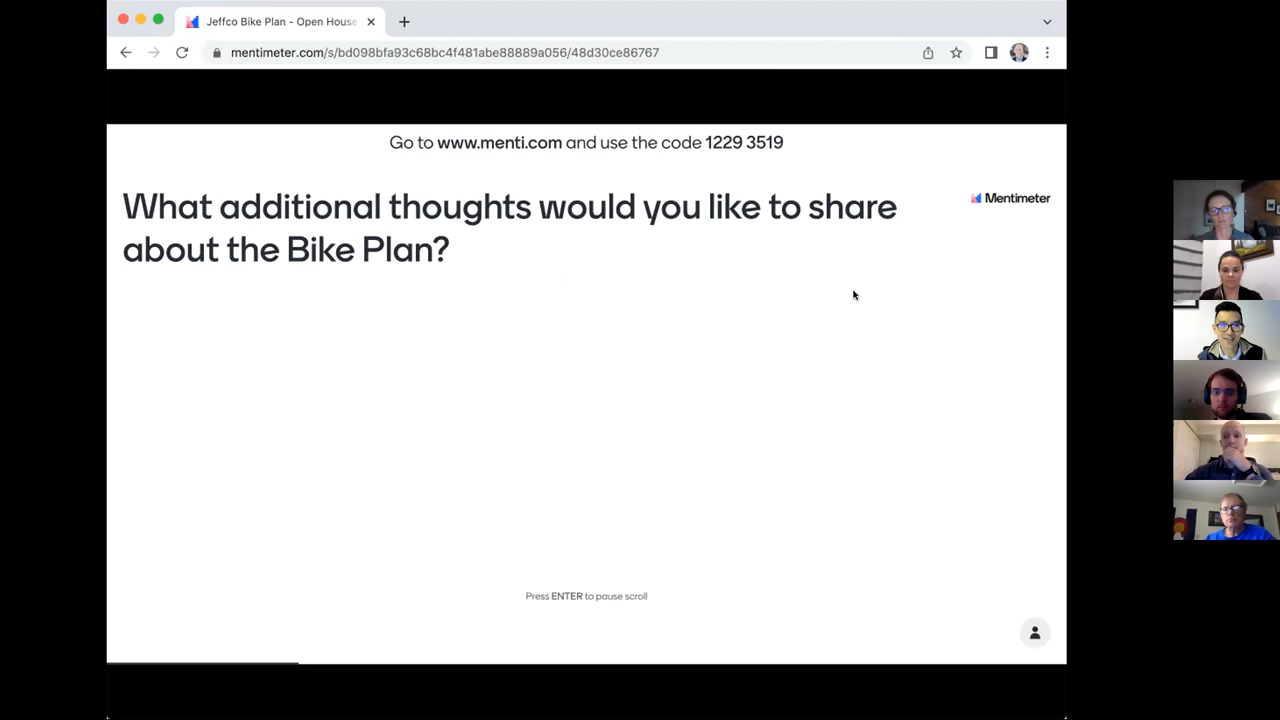 Jeffco Bike Plan - Open House
mentimeter.com/s/bd098bfa93c68bc4f481abe88889a056/48d30ce86767
Go to www.menti.com and use the code 1229 3519
What additional thoughts would you like to share
about the Bike Plan?
Mentimeter
Press ENTER to pause scroll